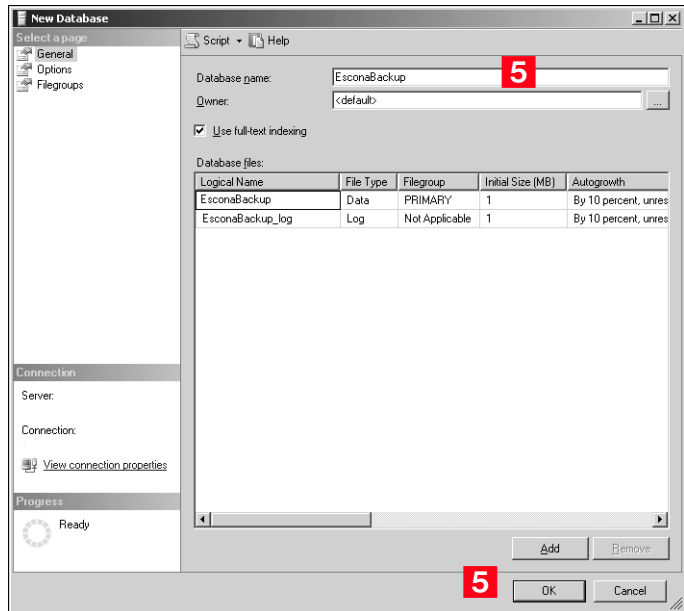 New Database
Select a page
General
Options
Filegroups
Script Help
Database name: EsconaBackup 5
Owner: <default> ...
Use full-text indexing
Database files:
Logical Name File Type Filegroup Initial Size (MB) Autogrowth
EsconaBackup Data PRIMARY 1 By 10 percent, unres
EsconaBackup_log Log Not Applicable 1 By 10 percent, unres
Connection
Server:
Connection:
View connection properties
Progress
Ready
Add Remove
5 OK Cancel